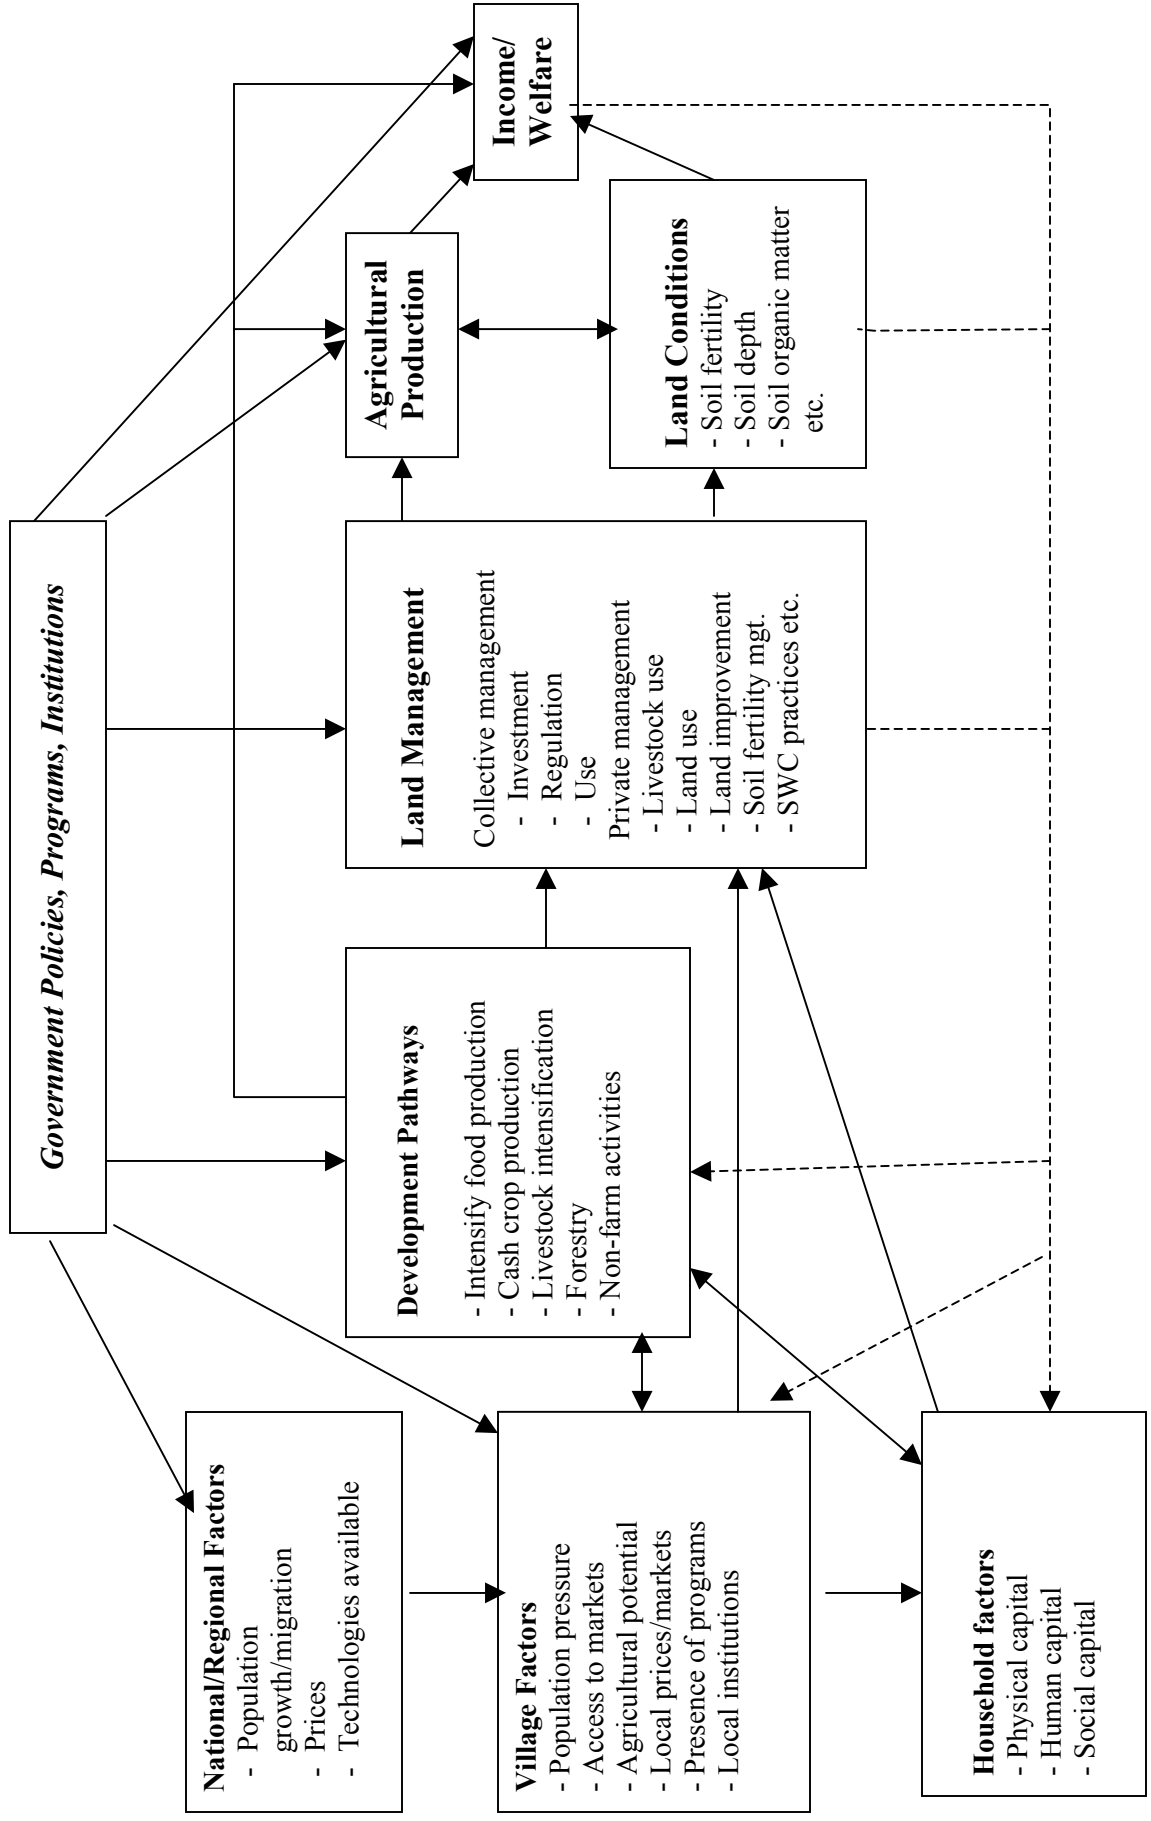 Government Policies, Programs, Institutions
National/Regional Factors
- Population
growth/migration
- Prices
- Technologies available
Village Factors
- Population pressure
- Access to markets
- Agricultural potential
- Local prices/markets
- Presence of programs
- Local institutions
Household factors
- Physical capital
- Human capital
- Social capital
Development Pathways
- Intensify food production
- Cash crop production
- Livestock intensification
- Forestry
- Non-farm activities
Land Management
Collective management
- Investment
- Regulation
- Use
Private management
- Livestock use
- Land use
- Land improvement
- Soil fertility mgt.
- SWC practices etc.
Agricultural
Production
Land Conditions
- Soil fertility
- Soil depth
- Soil organic matter
etc.
Income/
Welfare